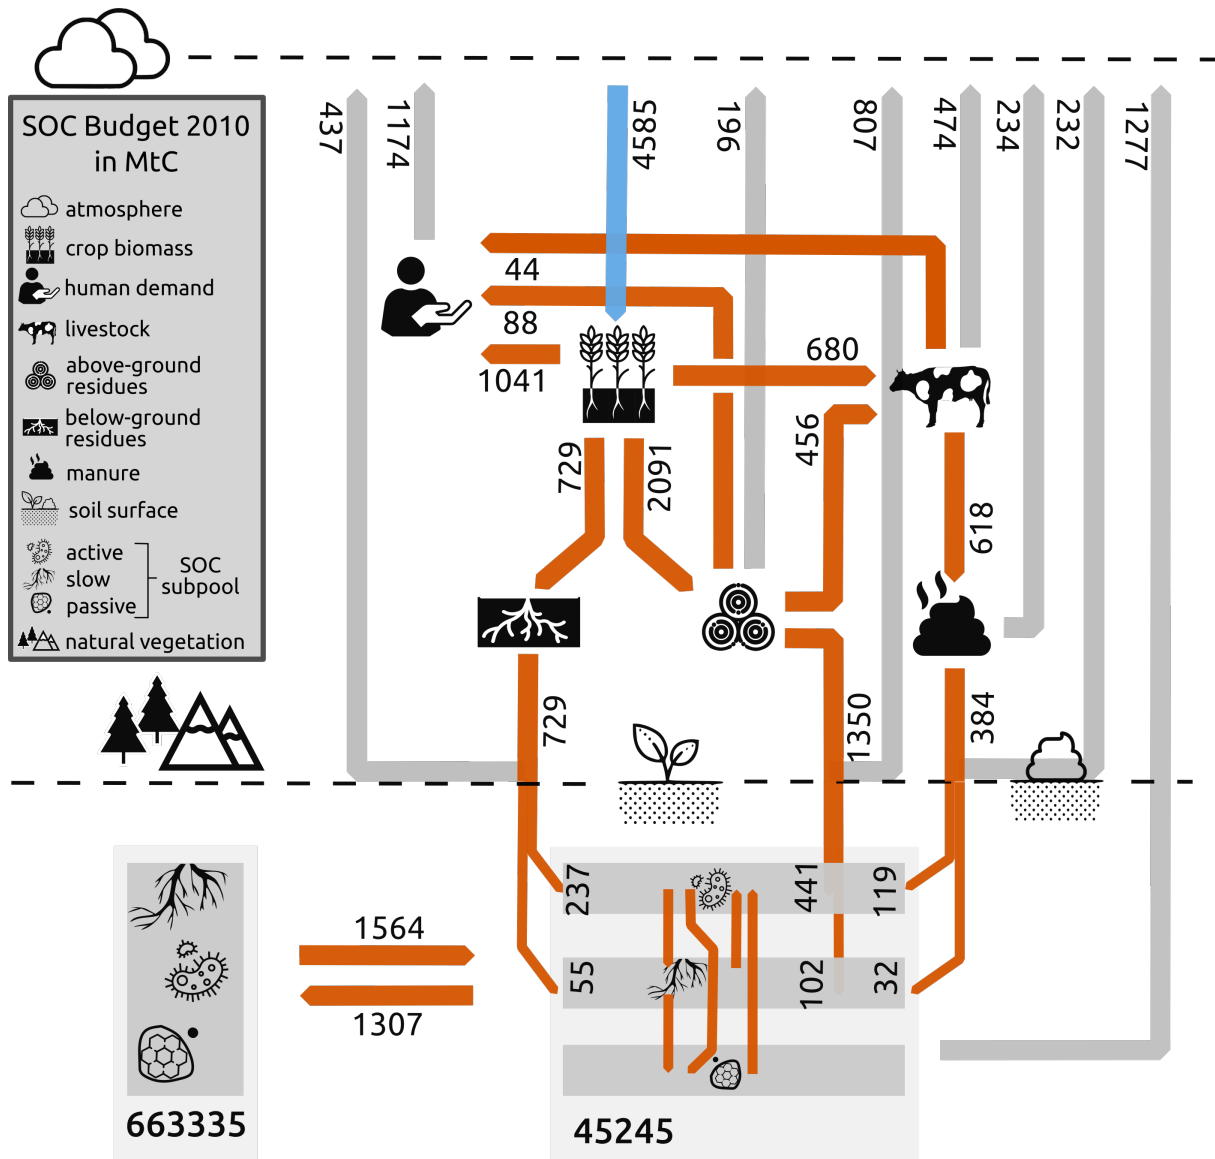 SOC Budget 2010
in MtC
atmosphere
crop biomass
human demand
livestock
above-ground
residues
below-ground
residues
manure
soil surface
active
slow
passive
SOC
subpool
natural vegetation
437
1174
4585
196
807
474
234
232
1277
44
88
1041
680
456
729
2091
618
729
1350
384
237
441
119
55
102
32
1564
1307
663335
45245